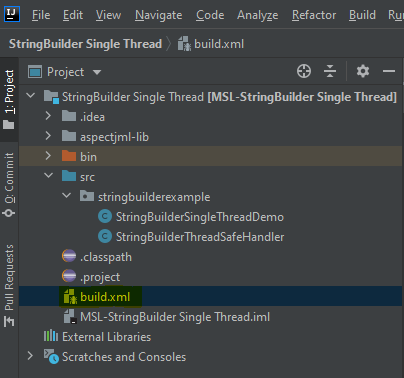 IJ File Edit View Navigate Code Analyze Refactor Build
StringBuilder Single Thread build.xml
1: Project
Project
StringBuilder Single Thread [MSL-StringBuilder Single Thread]
.idea
aspectjml-lib
bin
src
stringbuilderexample
C StringBuilderSingleThreadDemo
C StringBuilderThreadSafeHandler
.classpath
.project
build.xml
MSL-StringBuilder Single Thread.iml
External Libraries
Scratches and Consoles
0: Commit
Pull Requests